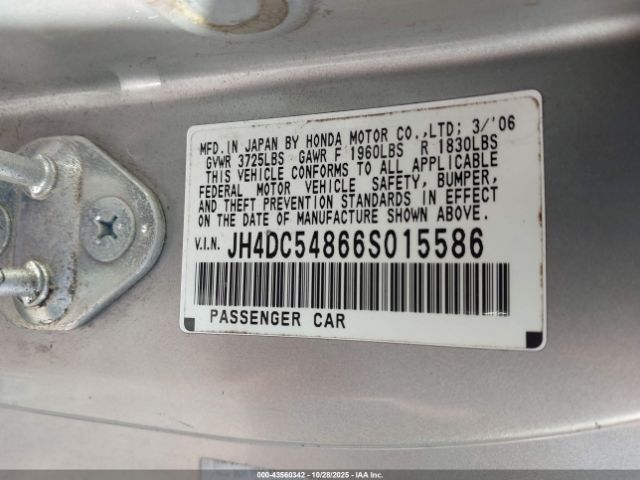 MFD. IN JAPAN BY HONDA MOTOR CO., LTD; 3/'06
GVWR 3725LBS GAWR F 1960LBS R 1830LBS
THIS VEHICLE CONFORMS TO ALL APPLICABLE
FEDERAL MOTOR VEHICLE SAFETY, BUMPER,
AND THEFT PREVENTION STANDARDS IN EFFECT
ON THE DATE OF MANUFACTURE SHOWN ABOVE.
V.I.N. JH4DC54866S015586
PASSENGER CAR
000-43560342 | 10/28/2025 | IAAI.COM